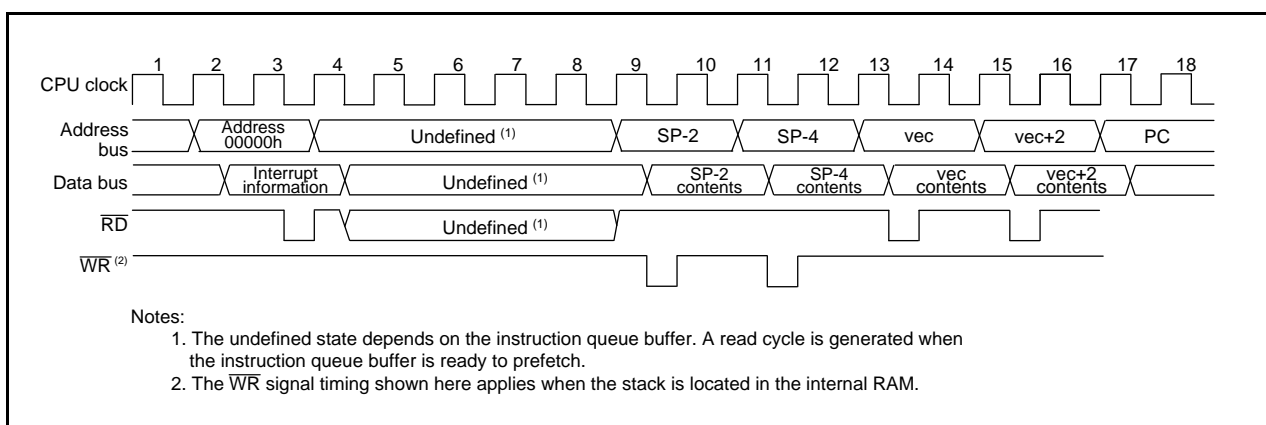 1 2 3 4 5 6 7 8 9 10 11 12 13 14 15 16 17 18
CPU clock
Address bus
Address 00000h
Undefined (1)
SP-2
SP-4
vec
vec+2
PC
Data bus
Interrupt information
Undefined (1)
SP-2 contents
SP-4 contents
vec contents
vec+2 contents
RD
Undefined (1)
WR (2)
Notes:
1. The undefined state depends on the instruction queue buffer. A read cycle is generated when
the instruction queue buffer is ready to prefetch.
2. The WR signal timing shown here applies when the stack is located in the internal RAM.